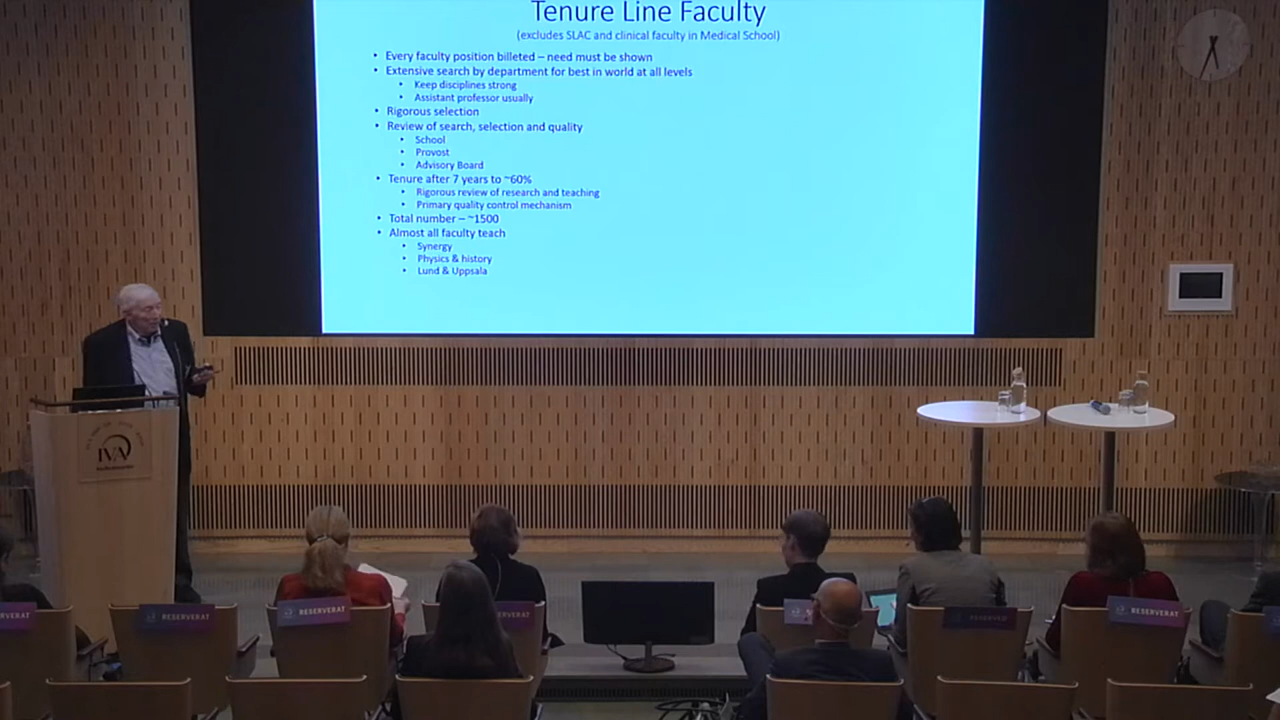 Tenure Line Faculty
(excludes SLAC and clinical faculty in Medical School)
• Every faculty position billeted – need must be shown
• Extensive search by department for best in world at all levels
• Keep disciplines strong
• Assistant professor usually
• Rigorous selection
• Review of search, selection and quality
• School
• Provost
• Advisory Board
• Tenure after 7 years to ~60%
• Rigorous review of research and teaching
• Primary quality control mechanism
• Total number – ~1500
• Almost all faculty teach
• Synergy
• Physics & history
• Lund & Uppsala
IVA
RVERAT
RESERVERAT
RESERVERAT
RVERAT
RESERVED
RESERVERAT